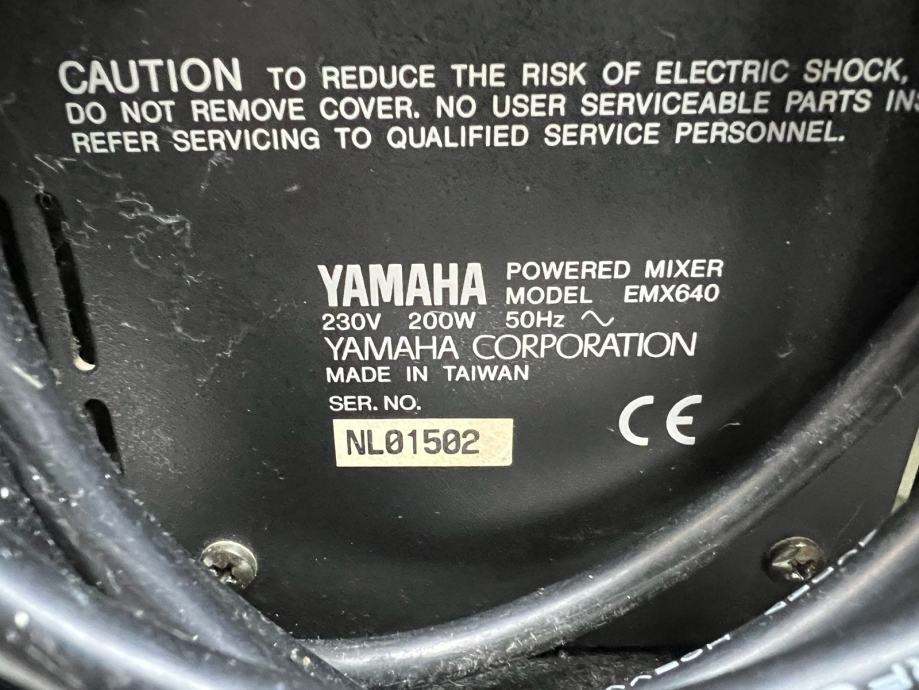 CAUTION TO REDUCE THE RISK OF ELECTRIC SHOCK,
DO NOT REMOVE COVER. NO USER SERVICEABLE PARTS
REFER SERVICING TO QUALIFIED SERVICE PERSONNEL.
YAMAHA POWERED MIXER
MODEL EMX640
230V 200W 50Hz ∿
YAMAHA CORPORATION
MADE IN TAIWAN
SER. NO.
CE
NL01502